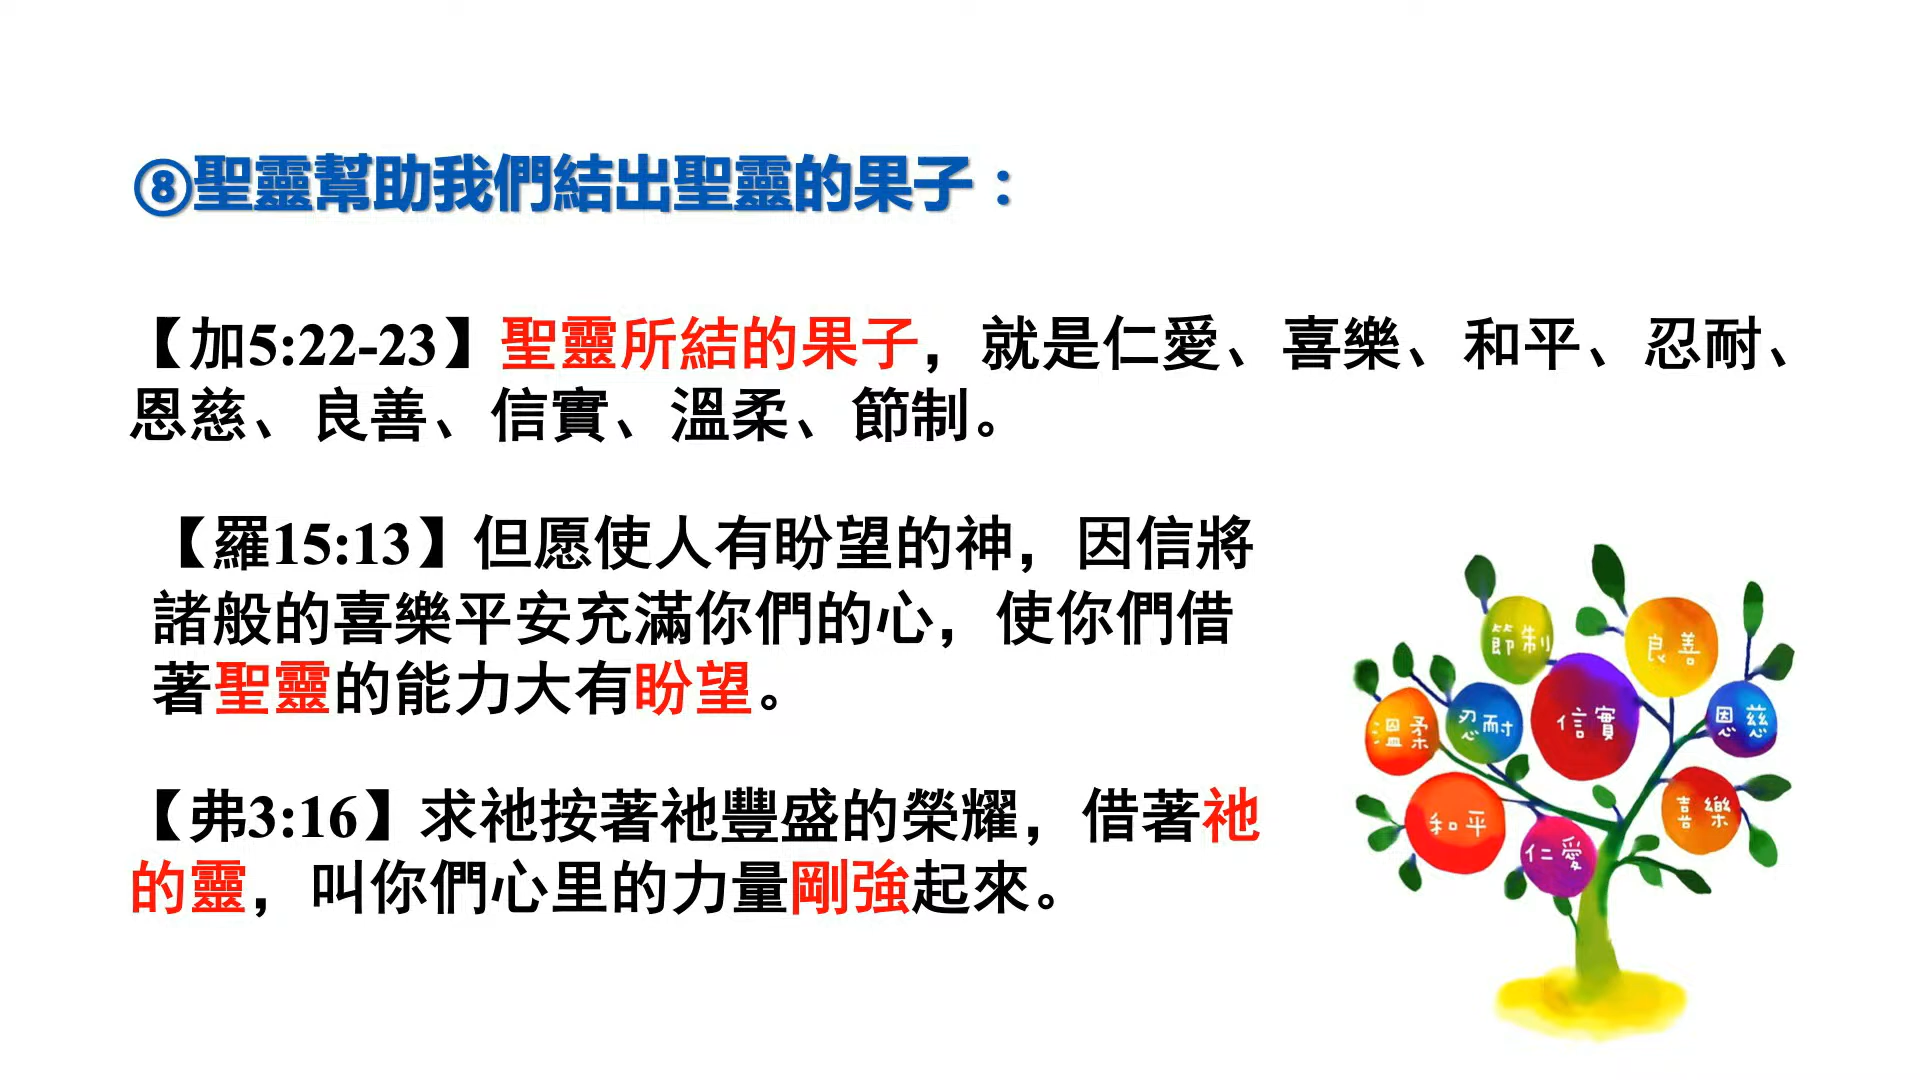 ⑧聖靈幫助我們結出聖靈的果子：
【加5:22-23】聖靈所結的果子，就是仁愛、喜樂、和平、忍耐、
恩慈、良善、信實、溫柔、節制。
【羅15:13】但愿使人有盼望的神，因信將
諸般的喜樂平安充滿你們的心，使你們借
著聖靈的能力大有盼望。
【弗3:16】求祂按著祂豐盛的榮耀，借著祂
的靈，叫你們心里的力量剛強起來。
節制
良善
溫柔
忍耐
信實
恩慈
和平
喜樂
仁愛